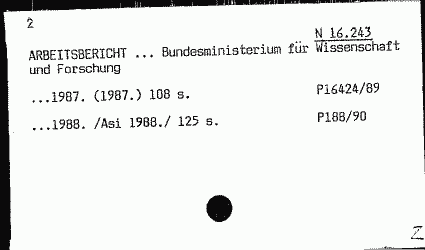 2
N 16.243
ARBEITSBERICHT ... Bundesministerium für Wissenschaft
und Forschung
...1987. (1987.) 108 s. P16424/89
...1988. /Asi 1988./ 125 s. P188/90
Z